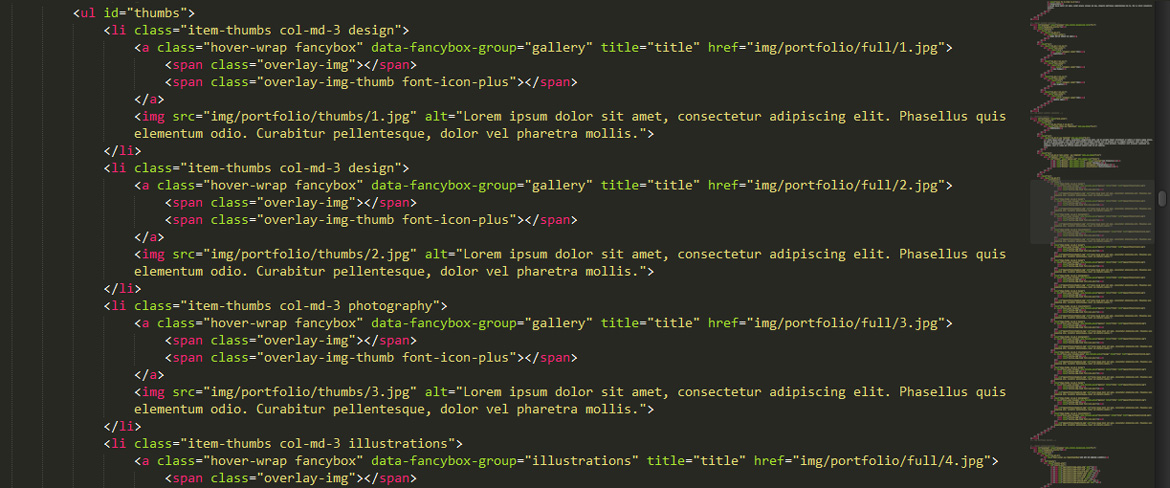 <ul id="thumbs">
<li class="item-thumbs col-md-3 design">
<a class="hover-wrap fancybox" data-fancybox-group="gallery" title="title" href="img/portfolio/full/1.jpg">
<span class="overlay-img"></span>
<span class="overlay-img-thumb font-icon-plus"></span>
</a>
<img src="img/portfolio/thumbs/1.jpg" alt="Lorem ipsum dolor sit amet, consectetur adipiscing elit. Phasellus quis
elementum odio. Curabitur pellentesque, dolor vel pharetra mollis.">
</li>
<li class="item-thumbs col-md-3 design">
<a class="hover-wrap fancybox" data-fancybox-group="gallery" title="title" href="img/portfolio/full/2.jpg">
<span class="overlay-img"></span>
<span class="overlay-img-thumb font-icon-plus"></span>
</a>
<img src="img/portfolio/thumbs/2.jpg" alt="Lorem ipsum dolor sit amet, consectetur adipiscing elit. Phasellus quis
elementum odio. Curabitur pellentesque, dolor vel pharetra mollis.">
</li>
<li class="item-thumbs col-md-3 photography">
<a class="hover-wrap fancybox" data-fancybox-group="gallery" title="title" href="img/portfolio/full/3.jpg">
<span class="overlay-img"></span>
<span class="overlay-img-thumb font-icon-plus"></span>
</a>
<img src="img/portfolio/thumbs/3.jpg" alt="Lorem ipsum dolor sit amet, consectetur adipiscing elit. Phasellus quis
elementum odio. Curabitur pellentesque, dolor vel pharetra mollis.">
</li>
<li class="item-thumbs col-md-3 illustrations">
<a class="hover-wrap fancybox" data-fancybox-group="illustrations" title="title" href="img/portfolio/full/4.jpg">
<span class="overlay-img"></span>